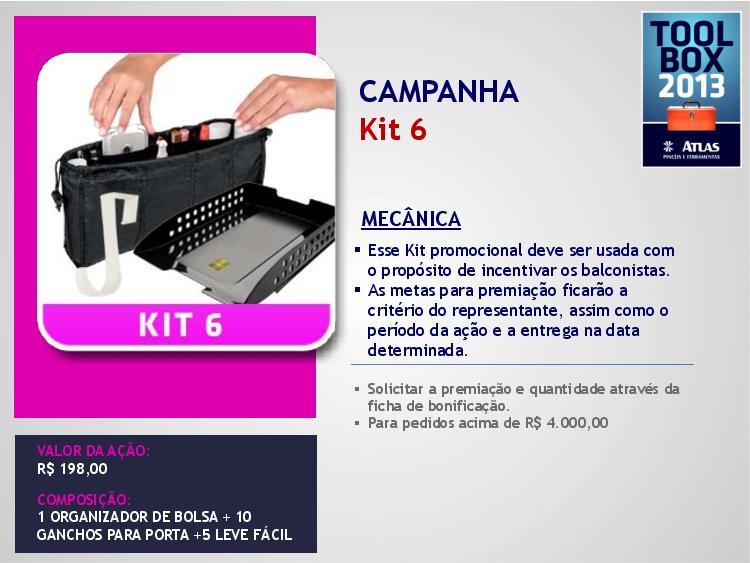 TOOL
BOX
2013
ATLAS
PINCÉIS E FERRAMENTAS
CAMPANHA
Kit 6
KIT 6
MECÂNICA
▪ Esse Kit promocional deve ser usada com
o propósito de incentivar os balconistas.
▪ As metas para premiação ficarão a
critério do representante, assim como o
período da ação e a entrega na data
determinada.
▪ Solicitar a premiação e quantidade através da
ficha de bonificação.
▪ Para pedidos acima de R$ 4.000,00
VALOR DA AÇÃO:
R$ 198,00
COMPOSIÇÃO:
1 ORGANIZADOR DE BOLSA + 10
GANCHOS PARA PORTA +5 LEVE FÁCIL